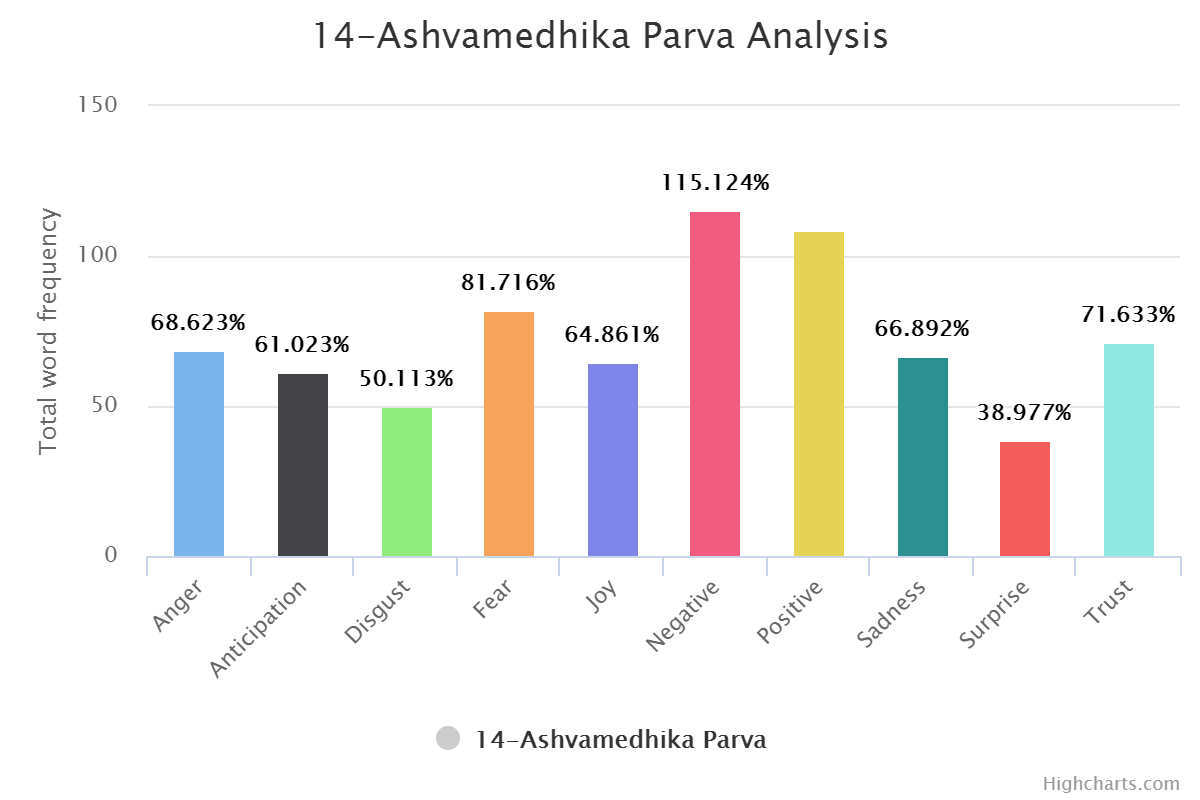 14-Ashvamedhika Parva Analysis
150
100
50
0
Total word frequency
68.623%
61.023%
50.113%
81.716%
64.861%
115.124%
66.892%
38.977%
71.633%
Anger
Anticipation
Disgust
Fear
Joy
Negative
Positive
Sadness
Surprise
Trust
14-Ashvamedhika Parva
Highcharts.com